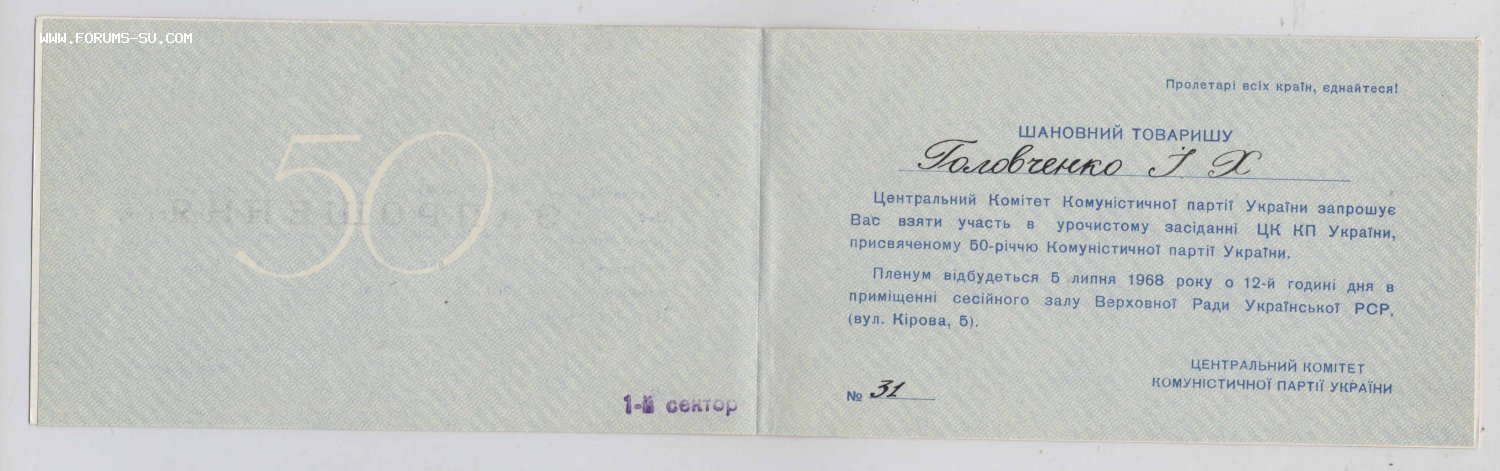 WWW.FORUMS-SU.COM
50
1-й сектор
Пролетарі всіх країн, єднайтеся!
ШАНОВНИЙ ТОВАРИШУ
Головченко І Х
Центральний Комітет Комуністичної партії України запрошує
Вас взяти участь в урочистому засіданні ЦК КП України,
присвяченому 50-річчю Комуністичної партії України.
Пленум відбудеться 5 липня 1968 року о 12-й годині дня в
приміщенні сесійного залу Верховної Ради Української РСР,
(вул. Кірова, 5).
ЦЕНТРАЛЬНИЙ КОМІТЕТ
КОМУНІСТИЧНОЇ ПАРТІЇ УКРАЇНИ
№ 31